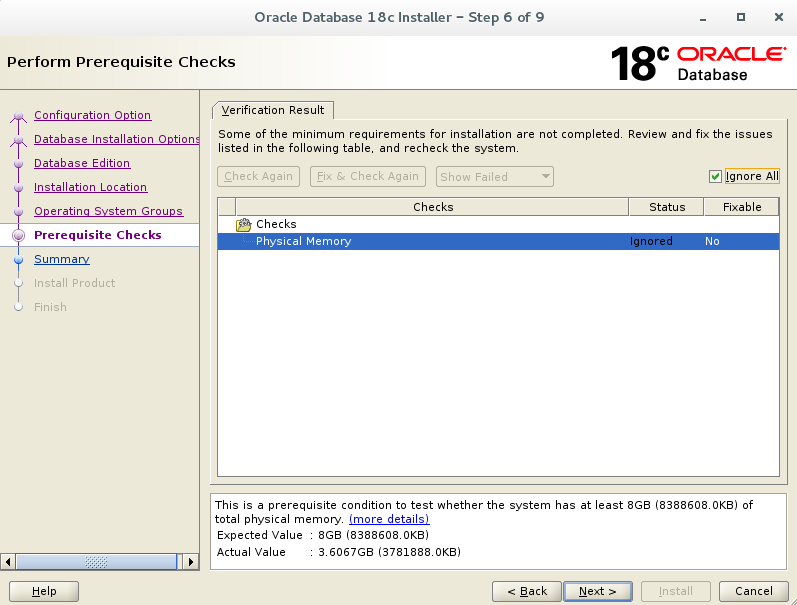 Oracle Database 18c Installer – Step 6 of 9
Perform Prerequisite Checks
18c ORACLE
Database
Configuration Option
Database Installation Options
Database Edition
Installation Location
Operating System Groups
Prerequisite Checks
Summary
Install Product
Finish
Verification Result
Some of the minimum requirements for installation are not completed. Review and fix the issues
listed in the following table, and recheck the system.
Check Again Fix & Check Again Show Failed Ignore All
Checks Status Fixable
Checks
Physical Memory Ignored No
This is a prerequisite condition to test whether the system has at least 8GB (8388608.0KB) of
total physical memory. (more details)
Expected Value : 8GB (8388608.0KB)
Actual Value : 3.6067GB (3781888.0KB)
Help < Back Next > Install Cancel